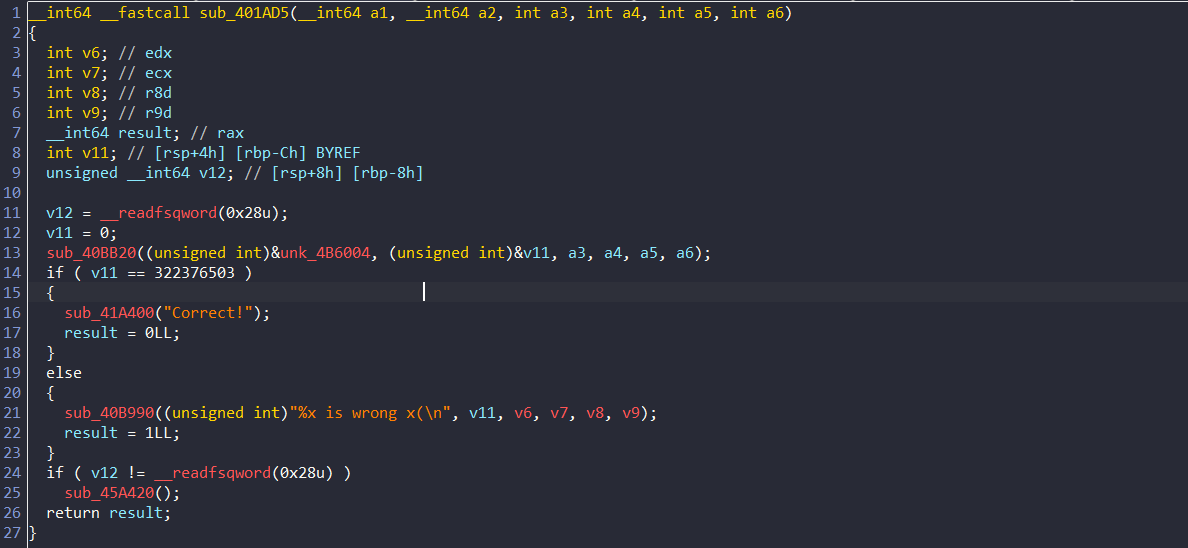 1 __int64 __fastcall sub_401AD5(__int64 a1, __int64 a2, int a3, int a4, int a5, int a6)
2 {
3   int v6; // edx
4   int v7; // ecx
5   int v8; // r8d
6   int v9; // r9d
7   __int64 result; // rax
8   int v11; // [rsp+4h] [rbp-Ch] BYREF
9   unsigned __int64 v12; // [rsp+8h] [rbp-8h]
10
11   v12 = __readfsqword(0x28u);
12   v11 = 0;
13   sub_40BB20((unsigned int)&unk_4B6004, (unsigned int)&v11, a3, a4, a5, a6);
14   if ( v11 == 322376503 )
15   {
16     sub_41A400("Correct!");
17     result = 0LL;
18   }
19   else
20   {
21     sub_40B990((unsigned int)"%x is wrong x(\n", v11, v6, v7, v8, v9);
22     result = 1LL;
23   }
24   if ( v12 != __readfsqword(0x28u) )
25     sub_45A420();
26   return result;
27 }